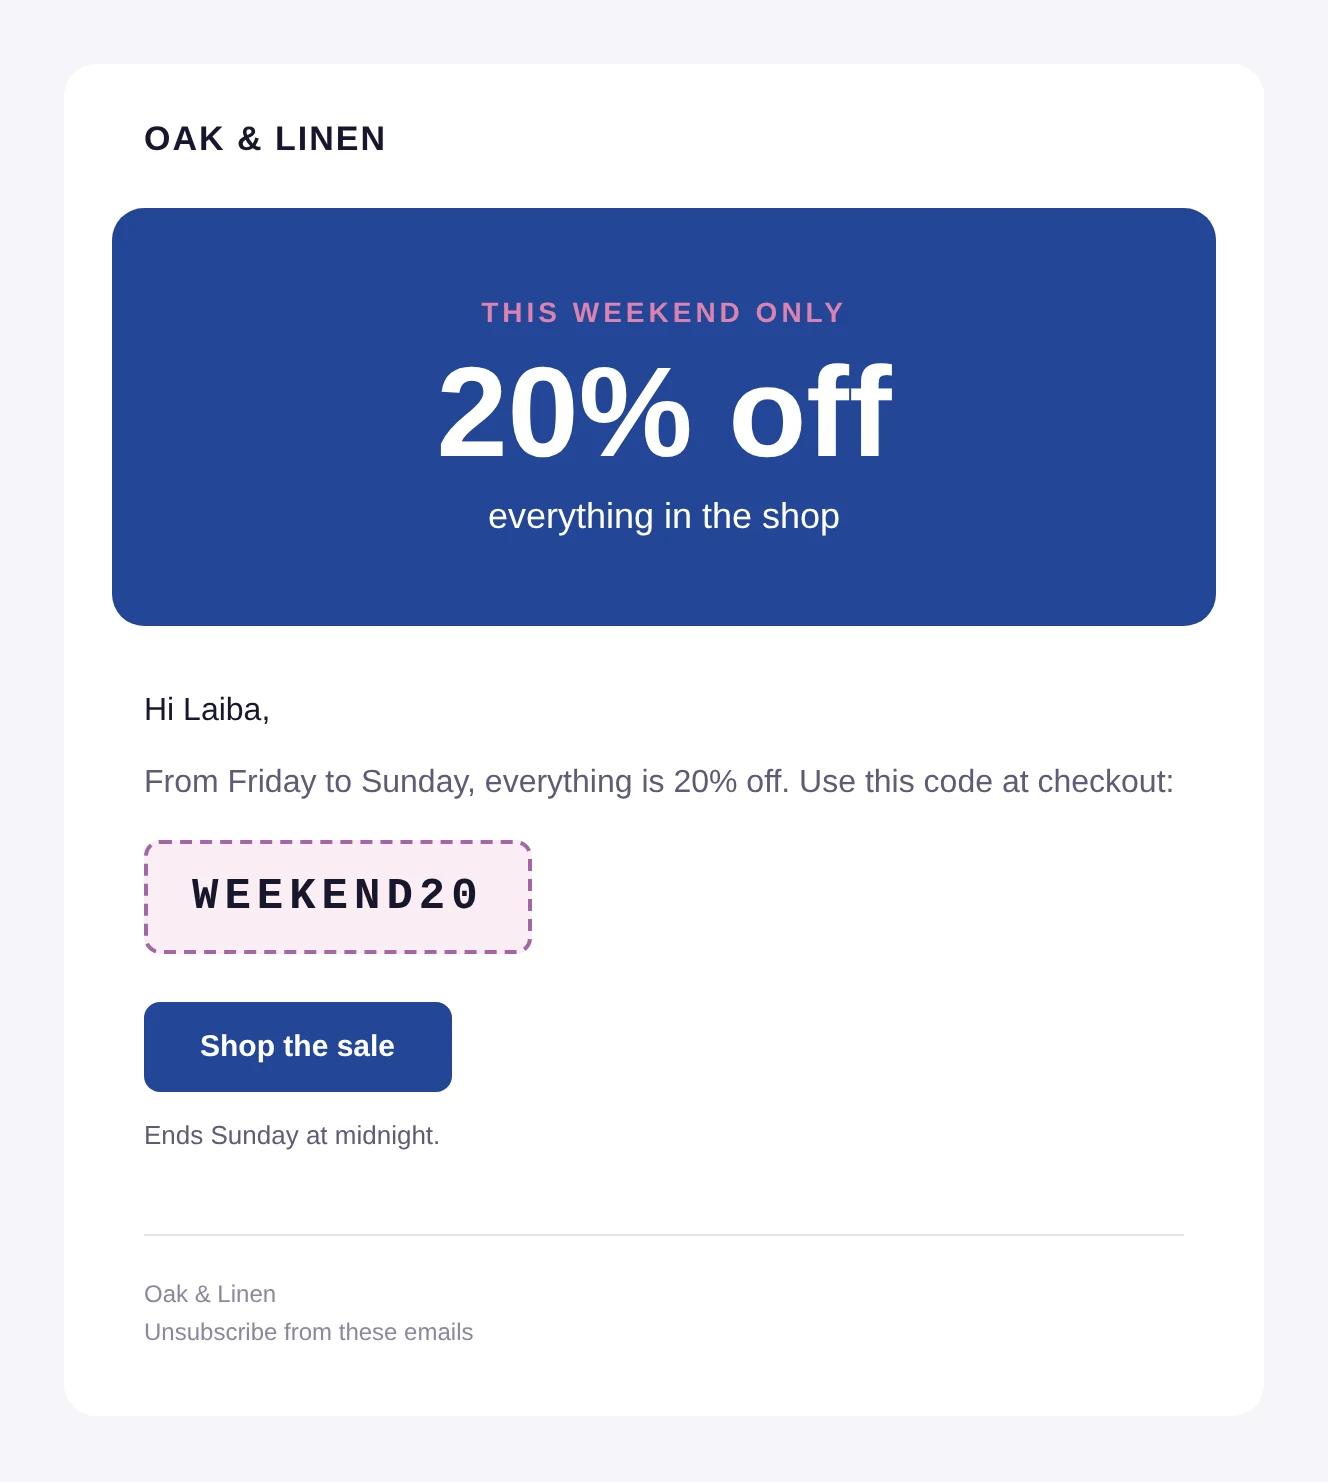 OAK & LINEN
THIS WEEKEND ONLY
20% off
everything in the shop
Hi Laiba,
From Friday to Sunday, everything is 20% off. Use this code at checkout:
WEEKEND20
Shop the sale
Ends Sunday at midnight.
Oak & Linen
Unsubscribe from these emails